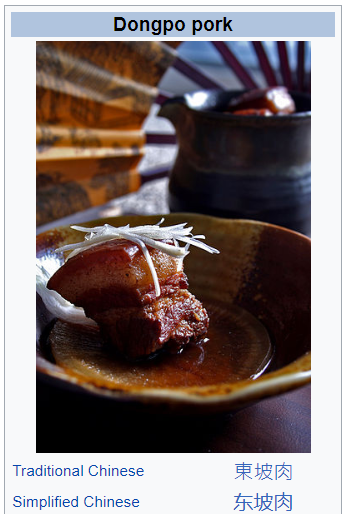 Dongpo pork
Traditional Chinese 東坡肉
Simplified Chinese 东坡肉